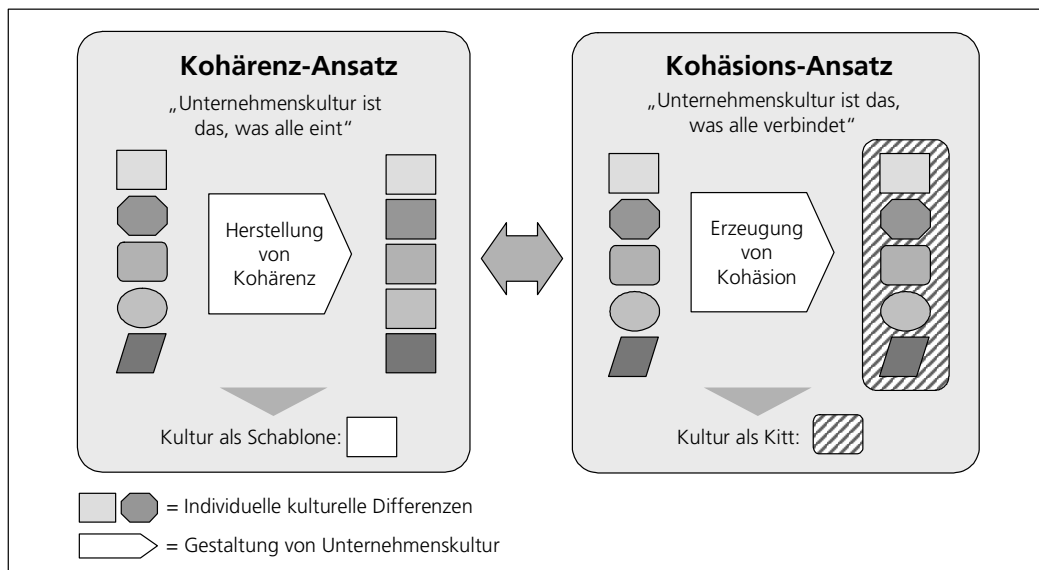 Kohärenz-Ansatz
„Unternehmenskultur ist
das, was alle eint“
Herstellung
von
Kohärenz
Kultur als Schablone:
Kohäsions-Ansatz
„Unternehmenskultur ist das,
was alle verbindet“
Erzeugung
von
Kohäsion
Kultur als Kitt:
= Individuelle kulturelle Differenzen
= Gestaltung von Unternehmenskultur